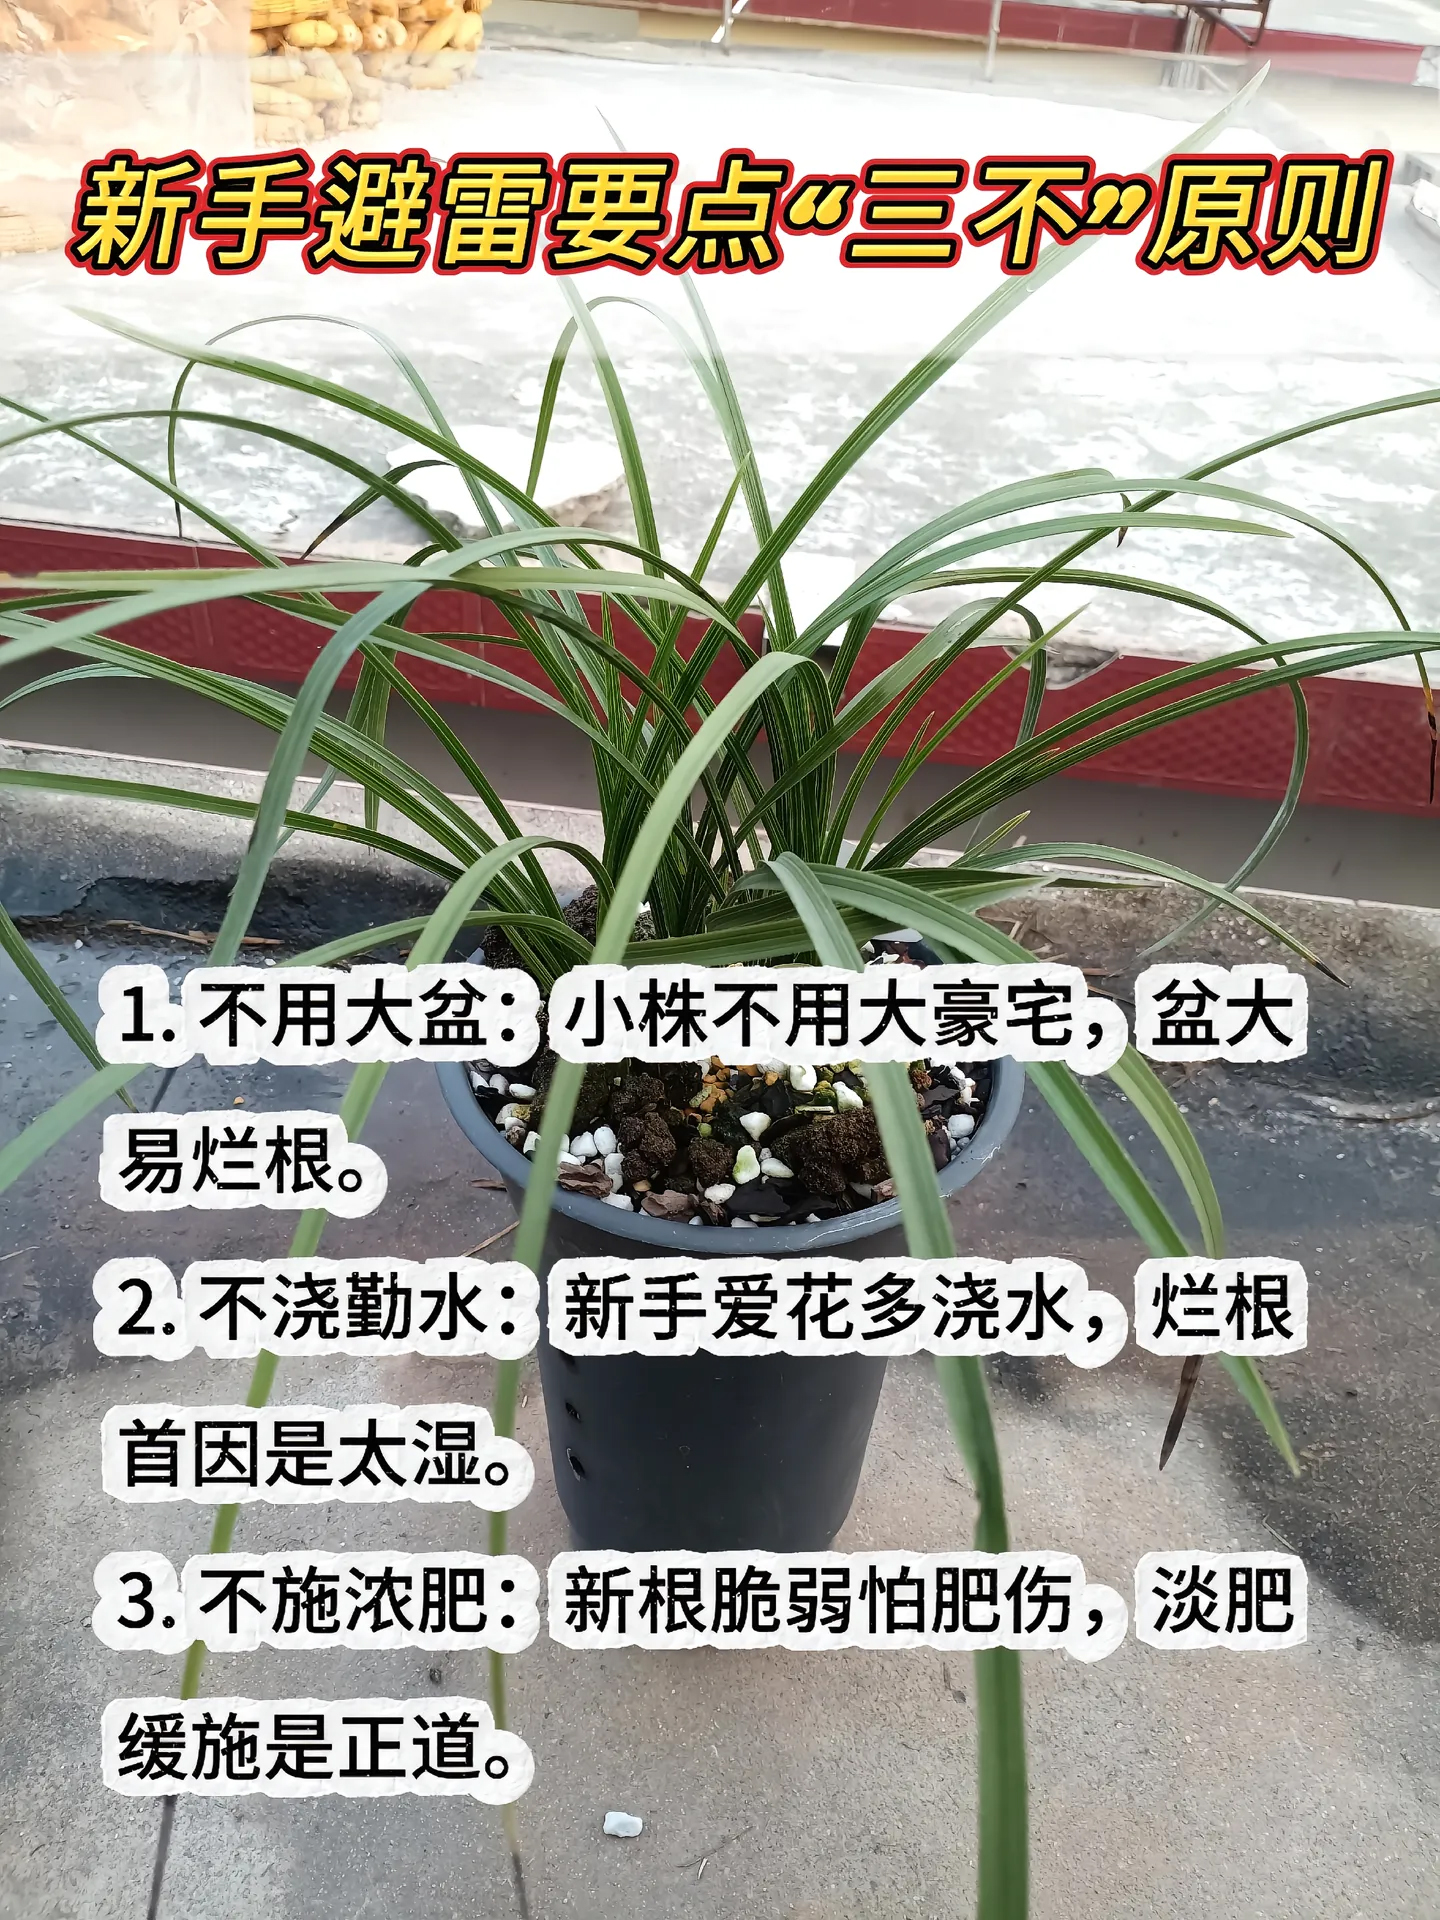 新手避雷要点“三不”原则
1. 不用大盆：小株不用大豪宅，盆大
易烂根。
2. 不浇勤水：新手爱花多浇水，烂根
首因是太湿。
3. 不施浓肥：新根脆弱怕肥伤，淡肥
缓施是正道。